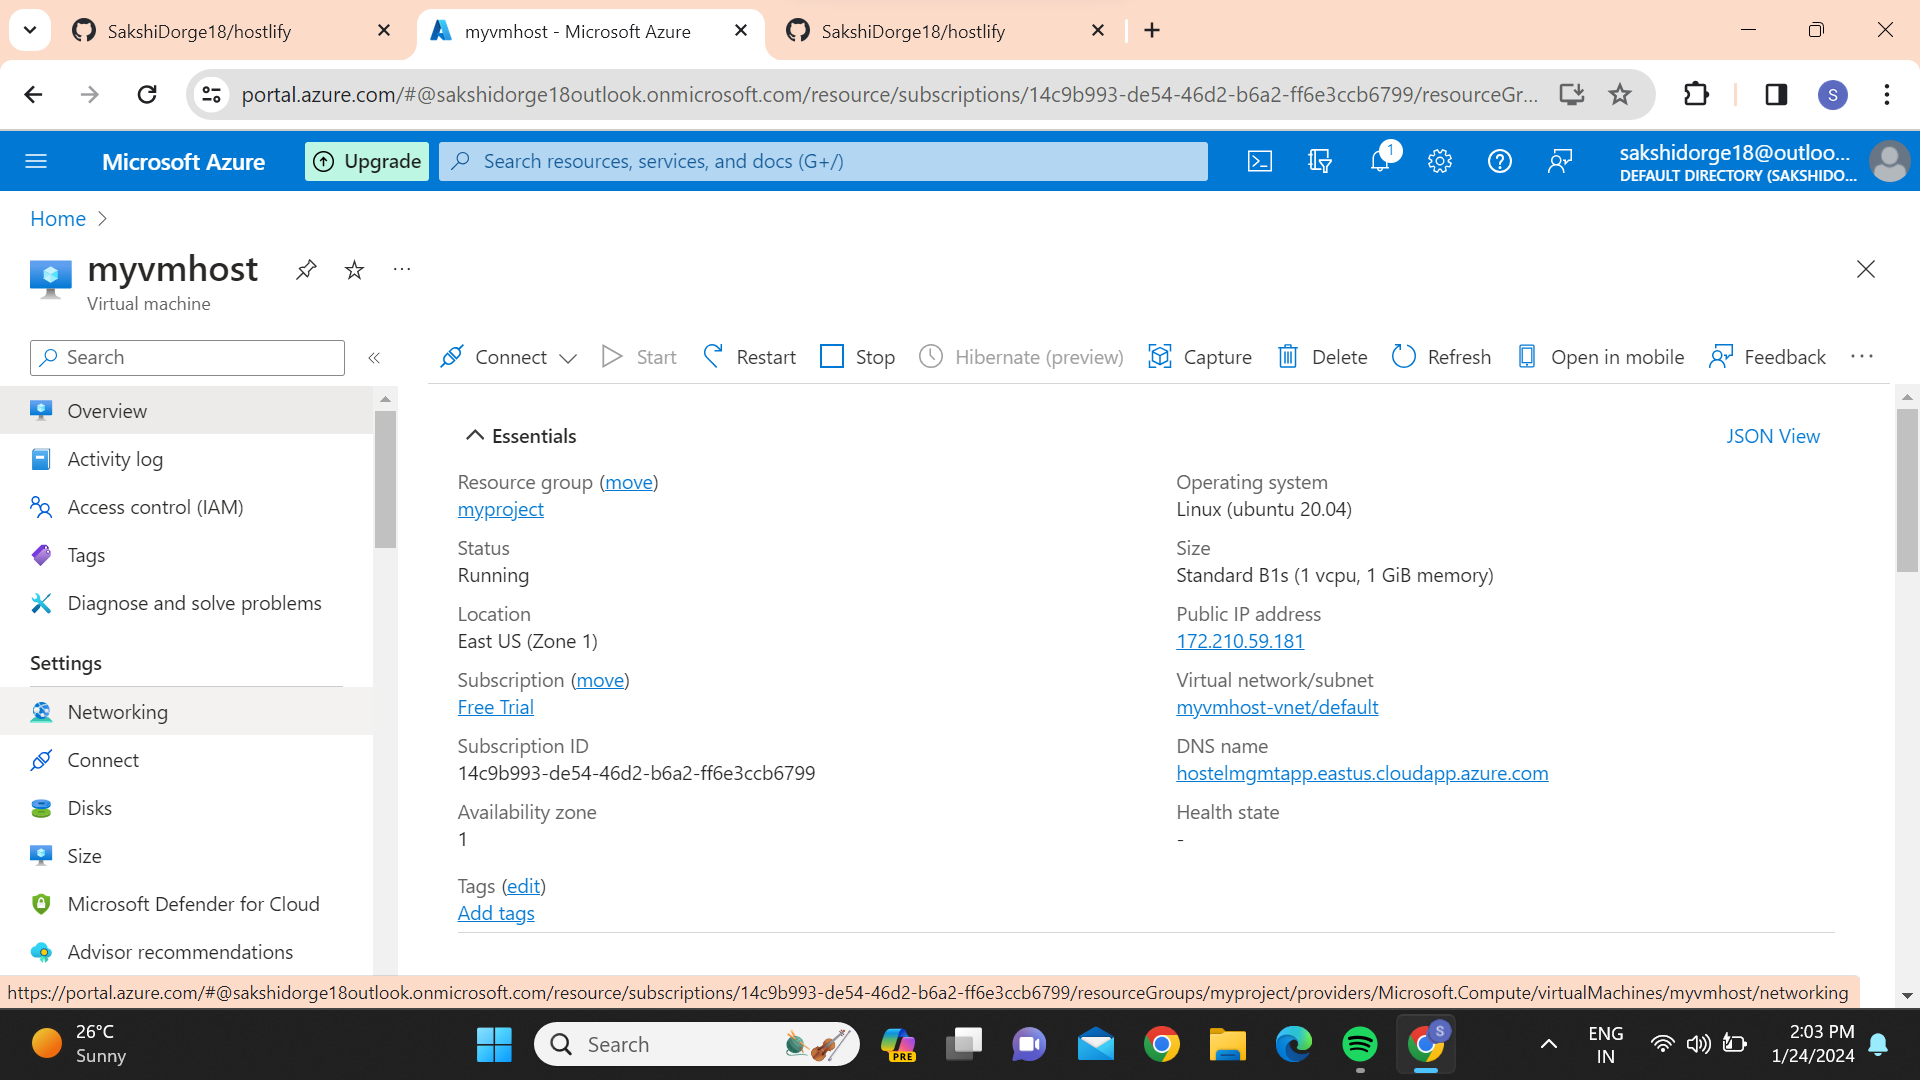 SakshiDorge18/hostlify
myvmhost - Microsoft Azure
SakshiDorge18/hostlify
portal.azure.com/#@sakshidorge18outlook.onmicrosoft.com/resource/subscriptions/14c9b993-de54-46d2-b6a2-ff6e3ccb6799/resourceGr...
S
Microsoft Azure
Upgrade
Search resources, services, and docs (G+/)
1
sakshidorge18@outloo...
DEFAULT DIRECTORY (SAKSHIDO...
Home
myvmhost
Virtual machine
Search
Connect
Start
Restart
Stop
Hibernate (preview)
Capture
Delete
Refresh
Open in mobile
Feedback
Overview
Activity log
Access control (IAM)
Tags
Diagnose and solve problems
Settings
Networking
Connect
Disks
Size
Microsoft Defender for Cloud
Advisor recommendations
Essentials
JSON View
Resource group (move)
myproject
Status
Running
Location
East US (Zone 1)
Subscription (move)
Free Trial
Subscription ID
14c9b993-de54-46d2-b6a2-ff6e3ccb6799
Availability zone
1
Tags (edit)
Add tags
Operating system
Linux (ubuntu 20.04)
Size
Standard B1s (1 vcpu, 1 GiB memory)
Public IP address
172.210.59.181
Virtual network/subnet
myvmhost-vnet/default
DNS name
hostelmgmtapp.eastus.cloudapp.azure.com
Health state
-
https://portal.azure.com/#@sakshidorge18outlook.onmicrosoft.com/resource/subscriptions/14c9b993-de54-46d2-b6a2-ff6e3ccb6799/resourceGroups/myproject/providers/Microsoft.Compute/virtualMachines/myvmhost/networking
26°C
Sunny
Search
PRE
S
ENG
IN
2:03 PM
1/24/2024